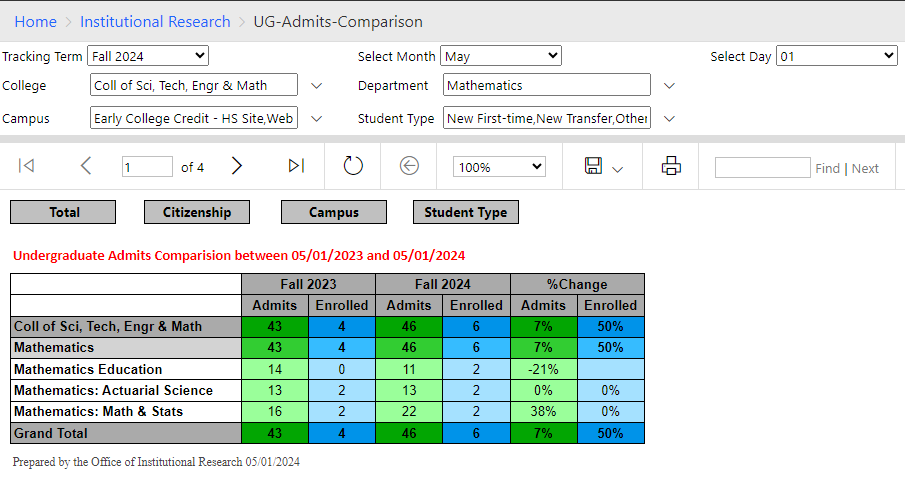 Home > Institutional Research > UG-Admits-Comparison
Tracking Term Fall 2024 Select Month May Select Day 01
College Coll of Sci, Tech, Engr & Math Department Mathematics
Campus Early College Credit - HS Site,Web Student Type New First-time,New Transfer,Other
1 of 4 100% Find | Next
Total Citizenship Campus Student Type
Undergraduate Admits Comparision between 05/01/2023 and 05/01/2024
Fall 2023 Fall 2024 %Change
Admits Enrolled Admits Enrolled Admits Enrolled
Coll of Sci, Tech, Engr & Math 43 4 46 6 7% 50%
Mathematics 43 4 46 6 7% 50%
Mathematics Education 14 0 11 2 -21%
Mathematics: Actuarial Science 13 2 13 2 0% 0%
Mathematics: Math & Stats 16 2 22 2 38% 0%
Grand Total 43 4 46 6 7% 50%
Prepared by the Office of Institutional Research 05/01/2024